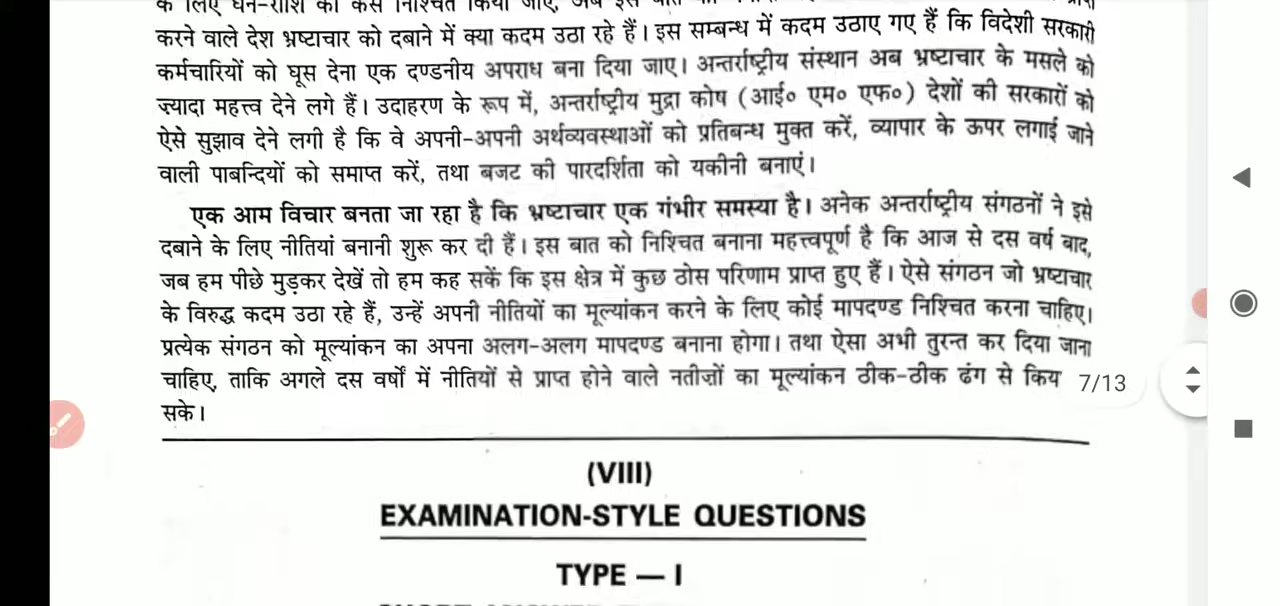 के लिए धन-राशि को कैसे निश्चित किया जाए, अब इस बात को
करने वाले देश भ्रष्टाचार को दबाने में क्या कदम उठा रहे हैं। इस सम्बन्ध में कदम उठाए गए हैं कि विदेशी सरकारी
कर्मचारियों को घूस देना एक दण्डनीय अपराध बना दिया जाए। अन्तर्राष्ट्रीय संस्थान अब भ्रष्टाचार के मसले को
ज़्यादा महत्त्व देने लगे हैं। उदाहरण के रूप में, अन्तर्राष्ट्रीय मुद्रा कोष (आई० एम० एफ०) देशों की सरकारों को
ऐसे सुझाव देने लगी है कि वे अपनी-अपनी अर्थव्यवस्थाओं को प्रतिबन्ध मुक्त करें, व्यापार के ऊपर लगाई जाने
वाली पाबन्दियों को समाप्त करें, तथा बजट की पारदर्शिता को यकीनी बनाएं।
एक आम विचार बनता जा रहा है कि भ्रष्टाचार एक गंभीर समस्या है। अनेक अन्तर्राष्ट्रीय संगठनों ने इसे
दबाने के लिए नीतियां बनानी शुरू कर दी हैं। इस बात को निश्चित बनाना महत्त्वपूर्ण है कि आज से दस वर्ष बाद,
जब हम पीछे मुड़कर देखें तो हम कह सकें कि इस क्षेत्र में कुछ ठोस परिणाम प्राप्त हुए हैं। ऐसे संगठन जो भ्रष्टाचार
के विरुद्ध कदम उठा रहे हैं, उन्हें अपनी नीतियों का मूल्यांकन करने के लिए कोई मापदण्ड निश्चित करना चाहिए।
प्रत्येक संगठन को मूल्यांकन का अपना अलग-अलग मापदण्ड बनाना होगा। तथा ऐसा अभी तुरन्त कर दिया जाना
चाहिए, ताकि अगले दस वर्षों में नीतियों से प्राप्त होने वाले नतीज़ों का मूल्यांकन ठीक-ठीक ढंग से किय 7/13
सके।
(VIII)
EXAMINATION-STYLE QUESTIONS
TYPE — I